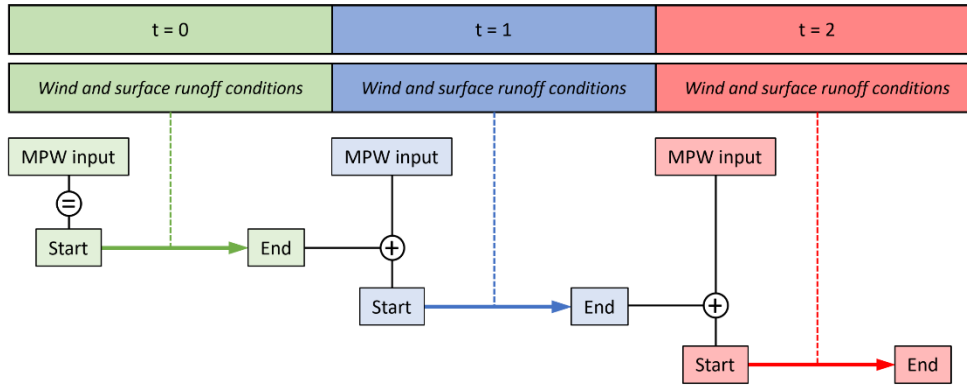 t = 0
t = 1
t = 2
Wind and surface runoff conditions
Wind and surface runoff conditions
Wind and surface runoff conditions
MPW input
MPW input
MPW input
=
Start
End
+
Start
End
+
Start
End